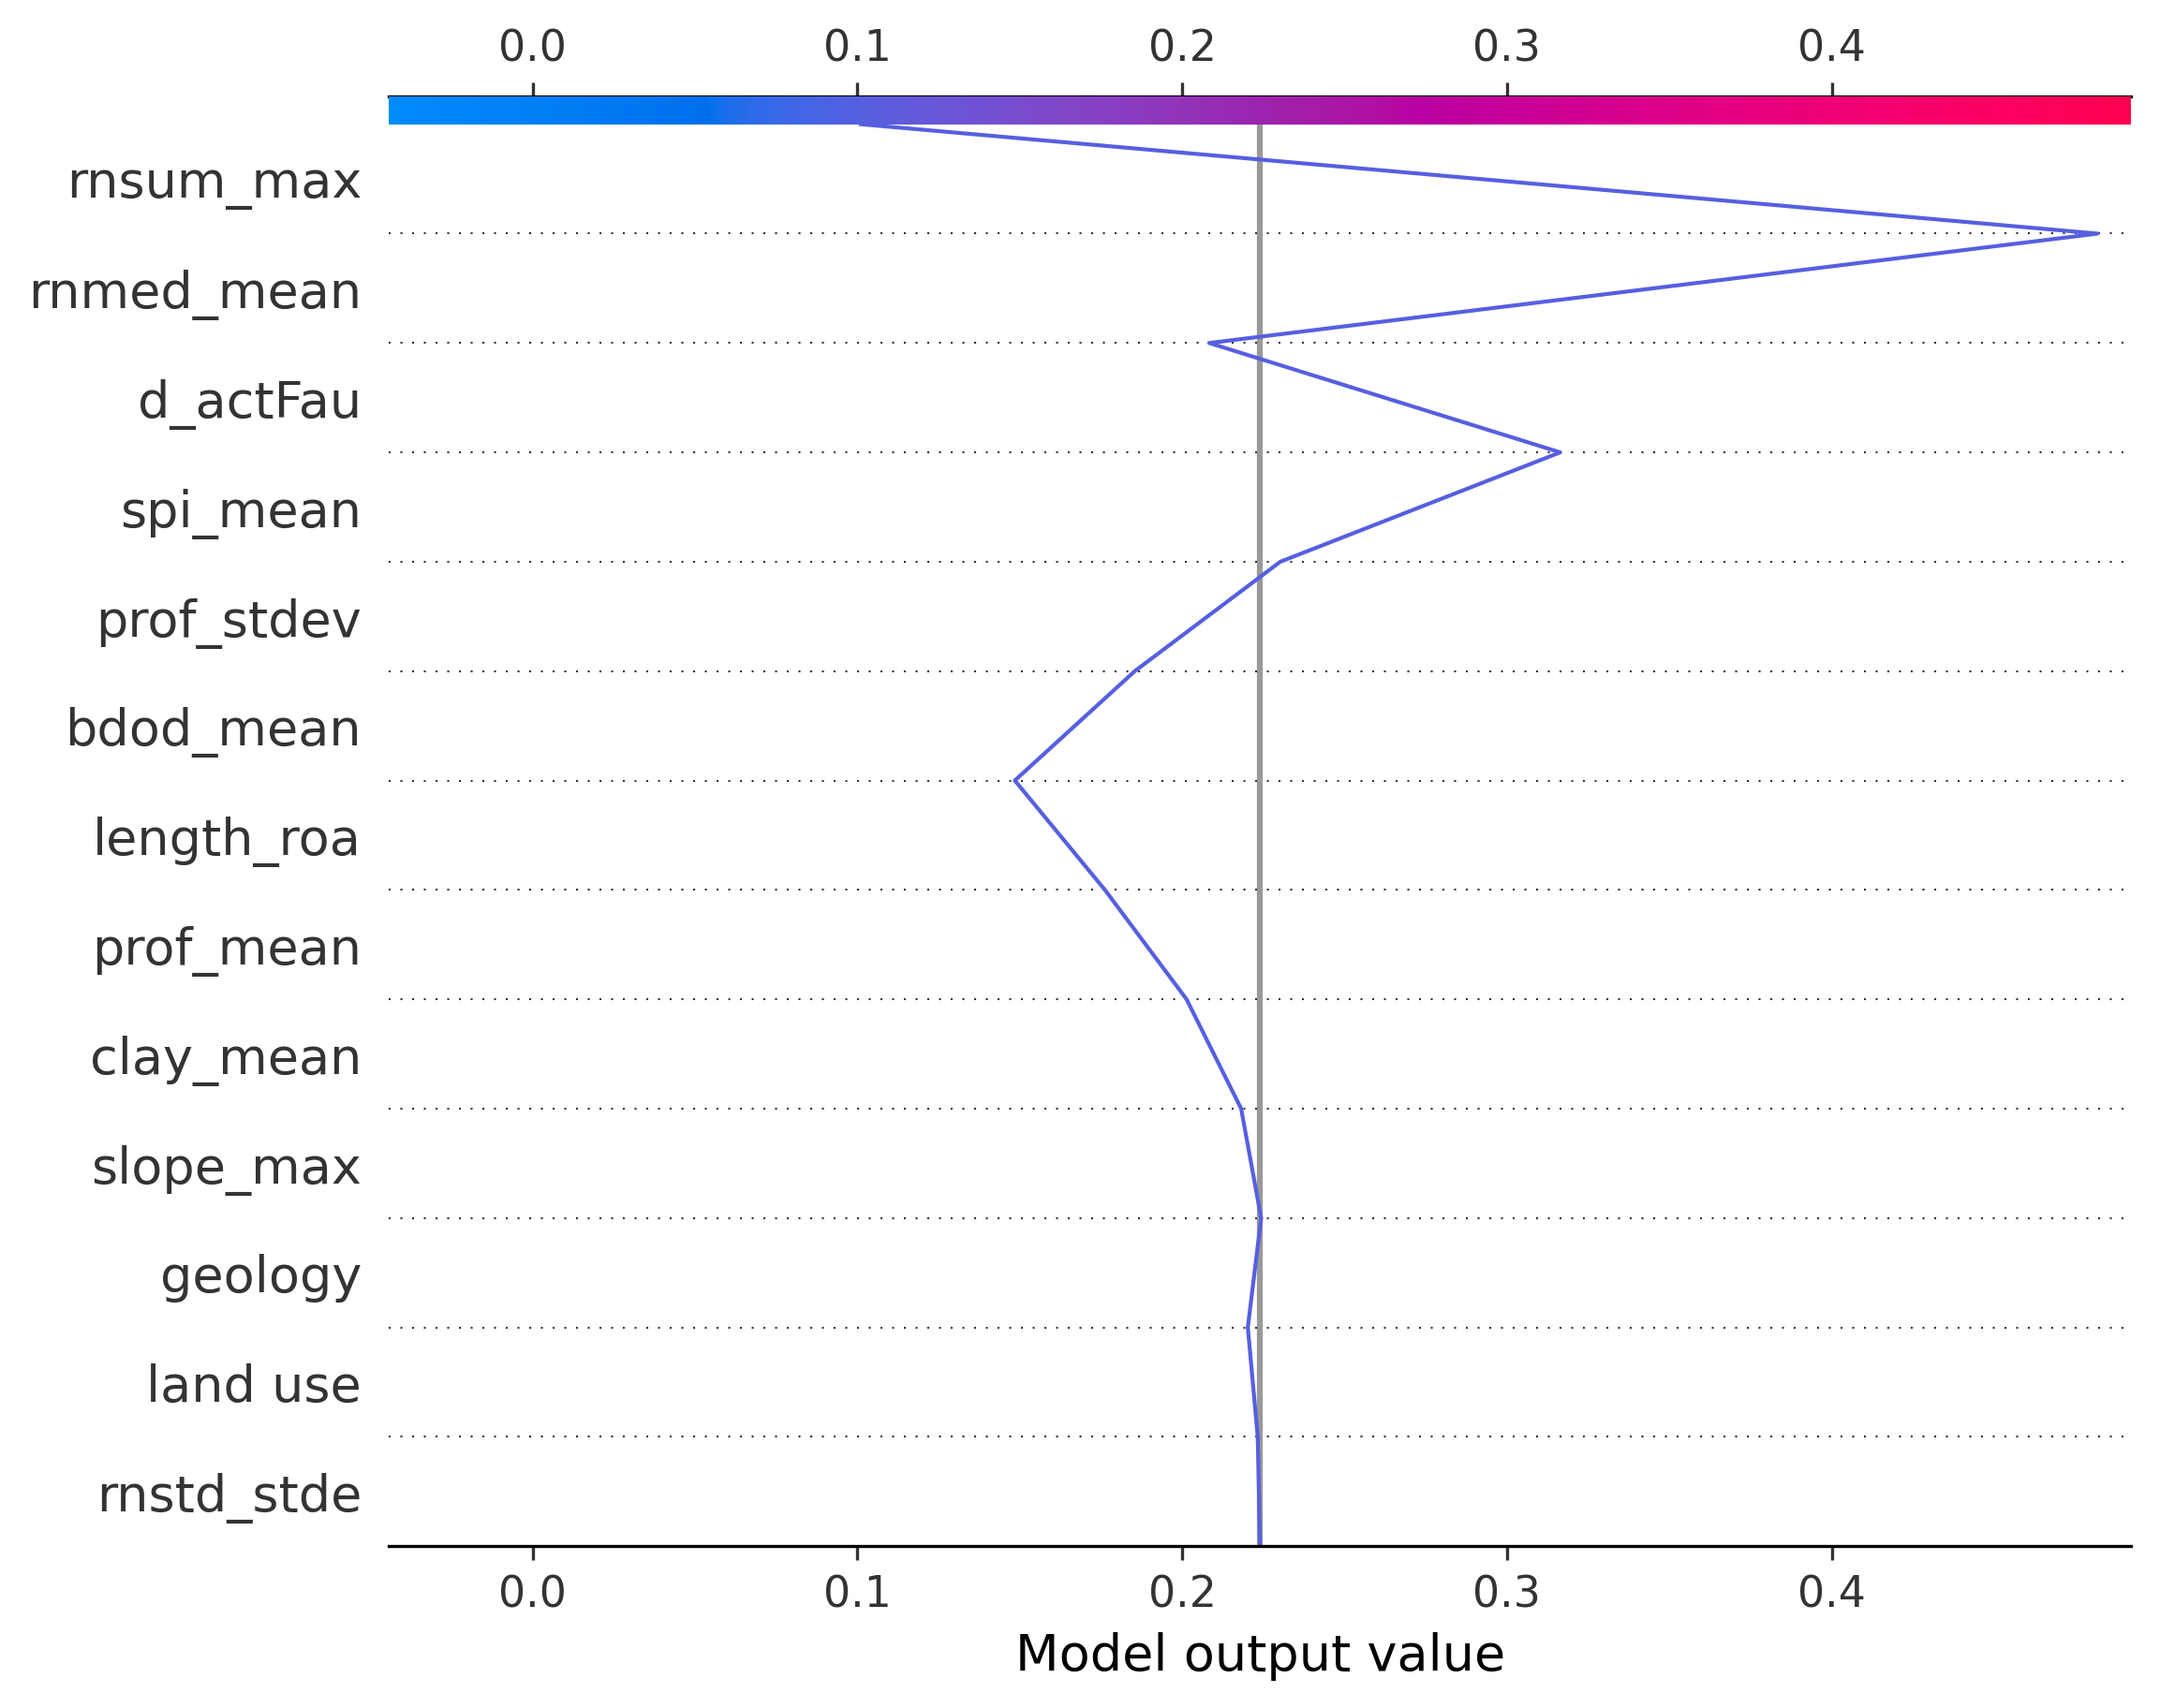 0.0 0.1 0.2 0.3 0.4
rnsum_max
rnmed_mean
d_actFau
spi_mean
prof_stdev
bdod_mean
length_roa
prof_mean
clay_mean
slope_max
geology
land use
rnstd_stde
0.0 0.1 0.2 0.3 0.4
Model output value